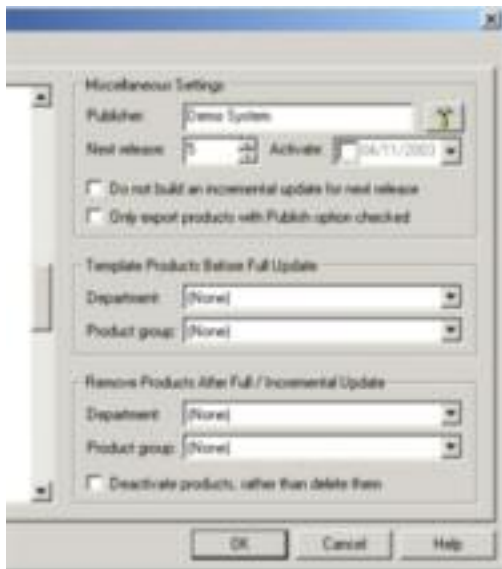 Miscellaneous Settings
Publisher: Demo System
Next release: 5 Activate: 04/11/2003
Do not build an incremental update for next release
Only export products with Publish option checked
Template Products Before Full Update
Department: (None)
Product group: (None)
Remove Products After Full / Incremental Update
Department: (None)
Product group: (None)
Deactivate products, rather than delete them
OK Cancel Help